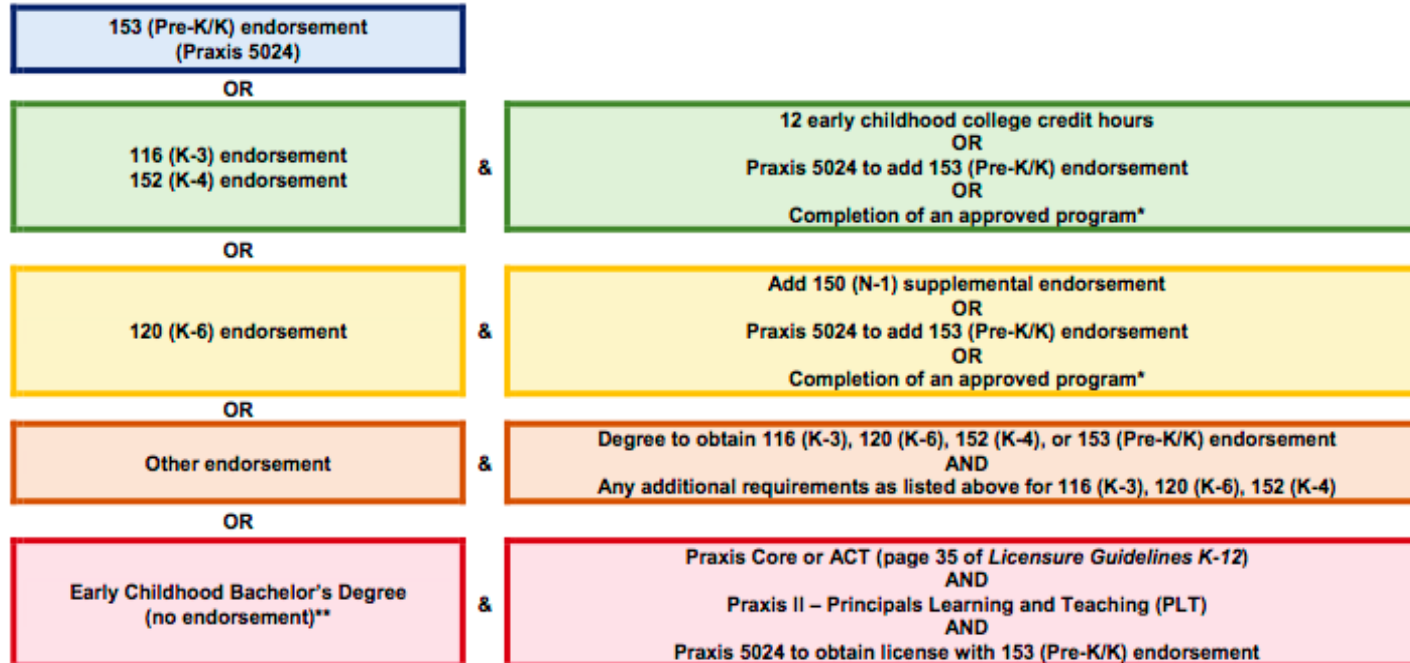 153 (Pre-K/K) endorsement
(Praxis 5024)
OR
116 (K-3) endorsement
152 (K-4) endorsement
&
12 early childhood college credit hours
OR
Praxis 5024 to add 153 (Pre-K/K) endorsement
OR
Completion of an approved program*
OR
120 (K-6) endorsement
&
Add 150 (N-1) supplemental endorsement
OR
Praxis 5024 to add 153 (Pre-K/K) endorsement
OR
Completion of an approved program*
OR
Other endorsement
&
Degree to obtain 116 (K-3), 120 (K-6), 152 (K-4), or 153 (Pre-K/K) endorsement
AND
Any additional requirements as listed above for 116 (K-3), 120 (K-6), 152 (K-4)
OR
Early Childhood Bachelor's Degree
(no endorsement)**
&
Praxis Core or ACT (page 35 of Licensure Guidelines K-12)
AND
Praxis II – Principals Learning and Teaching (PLT)
AND
Praxis 5024 to obtain license with 153 (Pre-K/K) endorsement